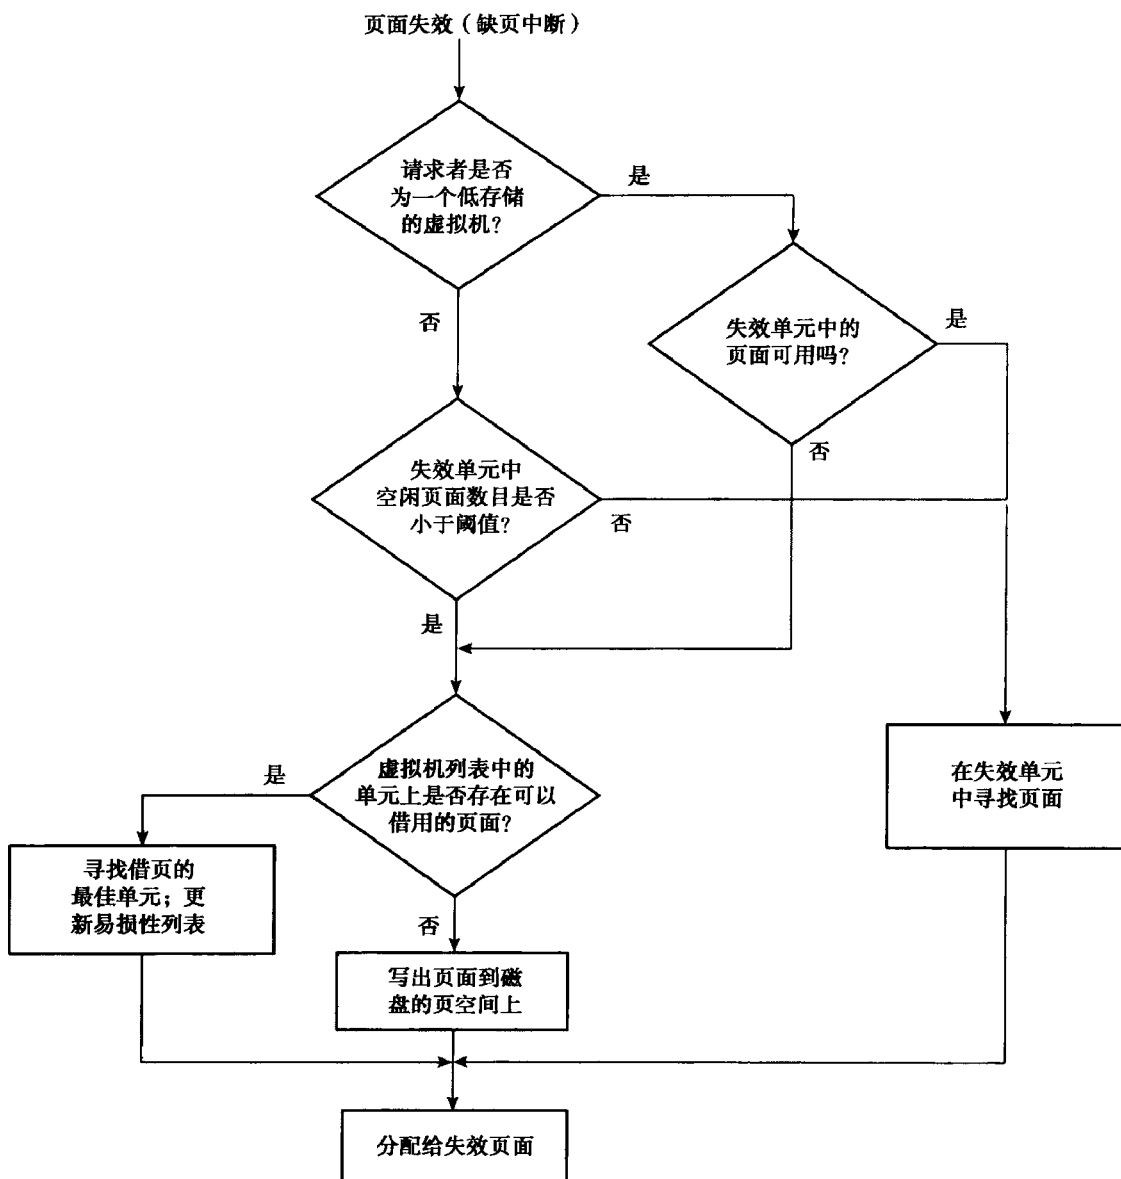 页面失效（缺页中断）
请求者是否
为一个低存储
的虚拟机？
是
否
失效单元中的
页面可用吗？
是
否
失效单元中
空闲页面数目是否
小于阈值？
否
是
虚拟机列表中的
单元上是否存在可以
借用的页面？
是
否
在失效单元
中寻找页面
寻找借页的
最佳单元；更
新易损性列表
写出页面到磁
盘的页空间上
分配给失效页面